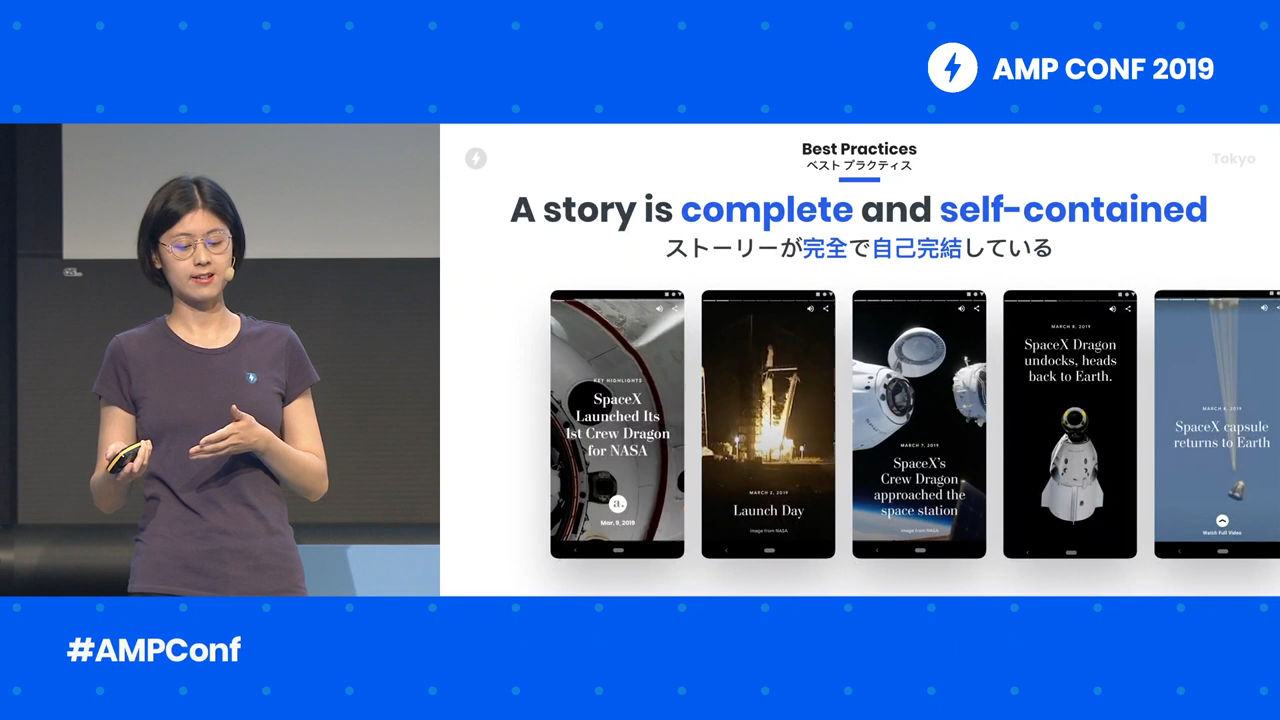 AMP CONF 2019
Best Practices
ベスト プラクティス
Tokyo
A story is complete and self-contained
ストーリーが完全で自己完結している
KEY HIGHLIGHTS
SpaceX
Launched Its
1st Crew Dragon
for NASA
a.
Mar. 9, 2019
MARCH 2, 2019
Launch Day
Image from NASA
MARCH 7, 2019
SpaceX's
Crew Dragon
approached the
space station
Image from NASA
MARCH 8, 2019
SpaceX Dragon
undocks, heads
back to Earth.
MARCH 8, 2019
SpaceX capsule
returns to Earth
Watch Full Video
#AMPConf